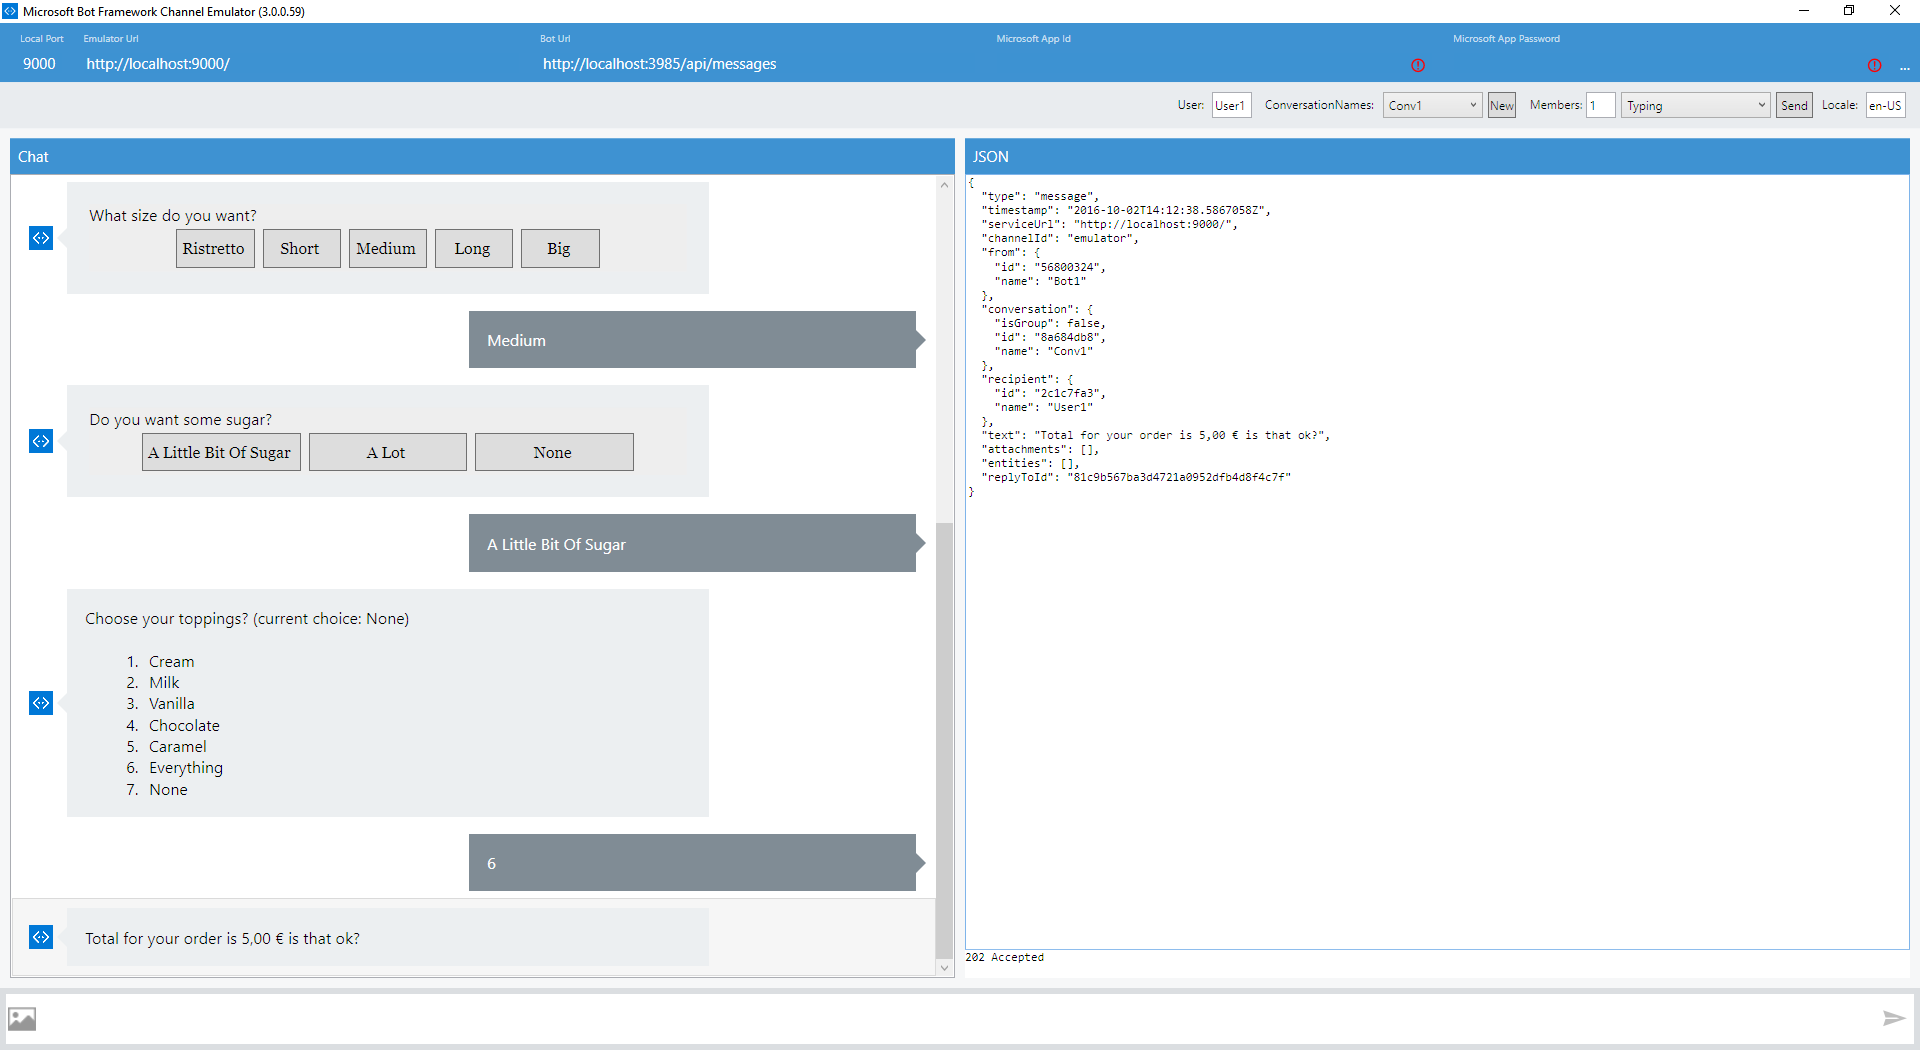 Microsoft Bot Framework Channel Emulator (3.0.0.59)
Local Port Emulator Url Bot Url Microsoft App Id Microsoft App Password
9000 http://localhost:9000/ http://localhost:3985/api/messages ...
User: User1 ConversationNames: Conv1 New Members: 1 Typing Send Locale: en-US
Chat
What size do you want?
Ristretto Short Medium Long Big
Medium
Do you want some sugar?
A Little Bit Of Sugar A Lot None
A Little Bit Of Sugar
Choose your toppings? (current choice: None)
1. Cream
2. Milk
3. Vanilla
4. Chocolate
5. Caramel
6. Everything
7. None
6
Total for your order is 5,00 € is that ok?
JSON
{
"type": "message",
"timestamp": "2016-10-02T14:12:38.5867058Z",
"serviceUrl": "http://localhost:9000/",
"channelId": "emulator",
"from": {
"id": "56800324",
"name": "Bot1"
},
"conversation": {
"isGroup": false,
"id": "8a684db8",
"name": "Conv1"
},
"recipient": {
"id": "2c1c7fa3",
"name": "User1"
},
"text": "Total for your order is 5,00 € is that ok?",
"attachments": [],
"entities": [],
"replyToId": "81c9b567ba3d4721a0952dfb4d8f4c7f"
}
202 Accepted